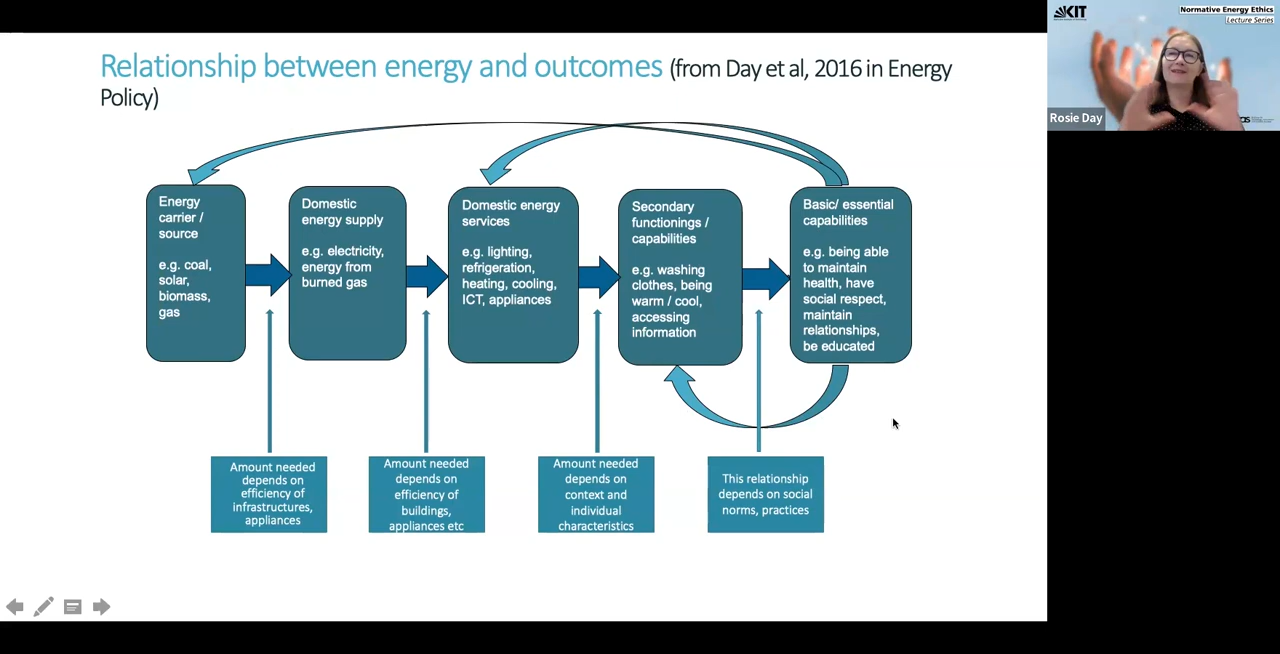 Relationship between energy and outcomes (from Day et al, 2016 in Energy
Policy)
Energy
carrier /
source
e.g. coal,
solar,
biomass,
gas
Domestic
energy supply
e.g. electricity,
energy from
burned gas
Domestic energy
services
e.g. lighting,
refrigeration,
heating, cooling,
ICT, appliances
Secondary
functionings /
capabilities
e.g. washing
clothes, being
warm / cool,
accessing
information
Basic/ essential
capabilities
e.g. being able
to maintain
health, have
social respect,
maintain
relationships,
be educated
Amount needed
depends on
efficiency of
infrastructures,
appliances
Amount needed
depends on
efficiency of
buildings,
appliances etc
Amount needed
depends on
context and
individual
characteristics
This relationship
depends on social
norms, practices
KIT
Normative Energy Ethics
Lecture Series
Rosie Day